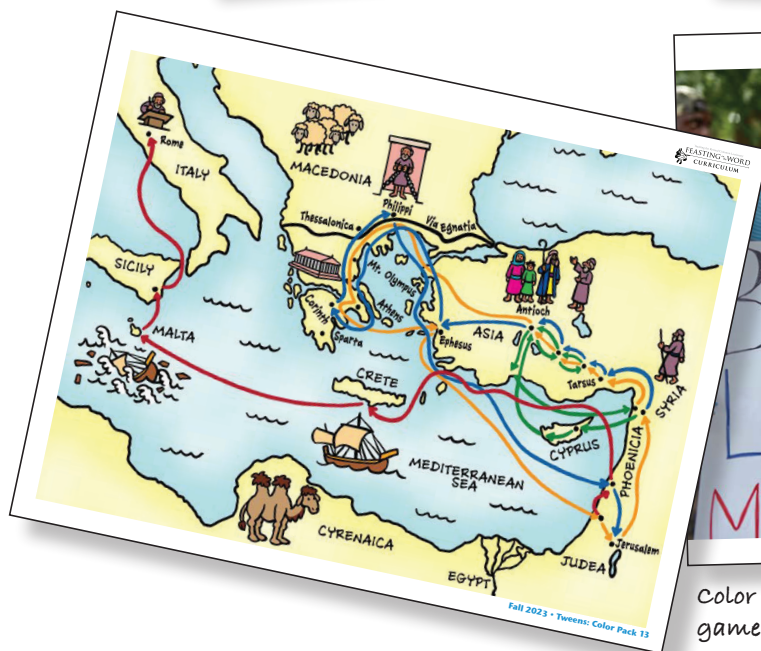 FEASTING on the WORD
CURRICULUM
Rome
ITALY
MACEDONIA
Philippi
Thessalonica
Via Egnatia
SICILY
Mt. Olympus
Antioch
Corinth
Athens
ASIA
MALTA
Sparta
Ephesus
Tarsus
SYRIA
CRETE
CYPRUS
PHOENICIA
MEDITERRANEAN
SEA
CYRENAICA
JUDEA
Jerusalem
EGYPT
Fall 2023 • Tweens: Color Pack 13
L
M
Color
game